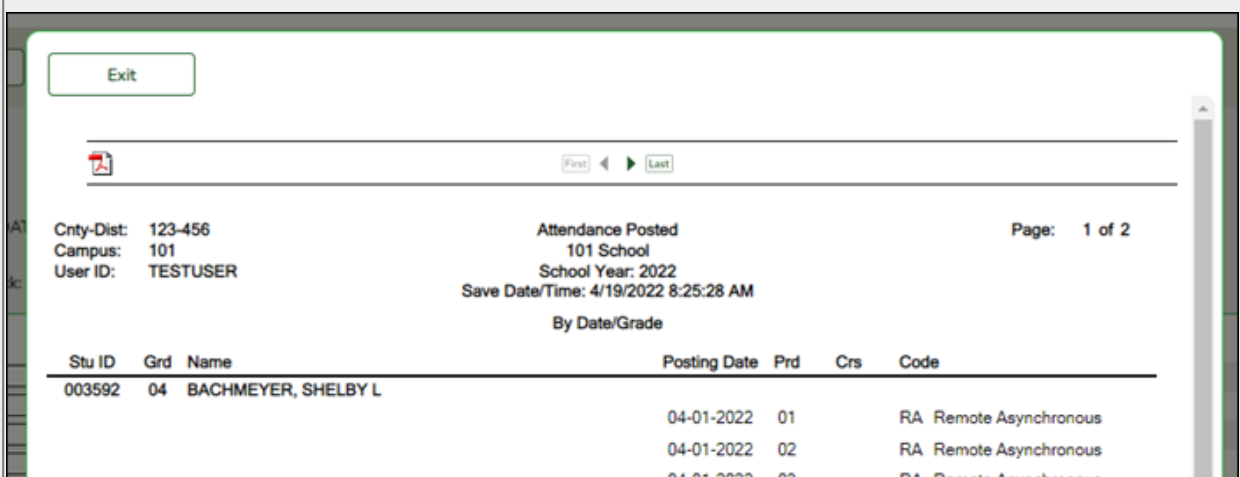 Exit
First Last
Cnty-Dist: 123-456 Attendance Posted Page: 1 of 2
Campus: 101 101 School
User ID: TESTUSER School Year: 2022
Save Date/Time: 4/19/2022 8:25:28 AM
By Date/Grade
Stu ID Grd Name Posting Date Prd Crs Code
003592 04 BACHMEYER, SHELBY L
04-01-2022 01 RA Remote Asynchronous
04-01-2022 02 RA Remote Asynchronous